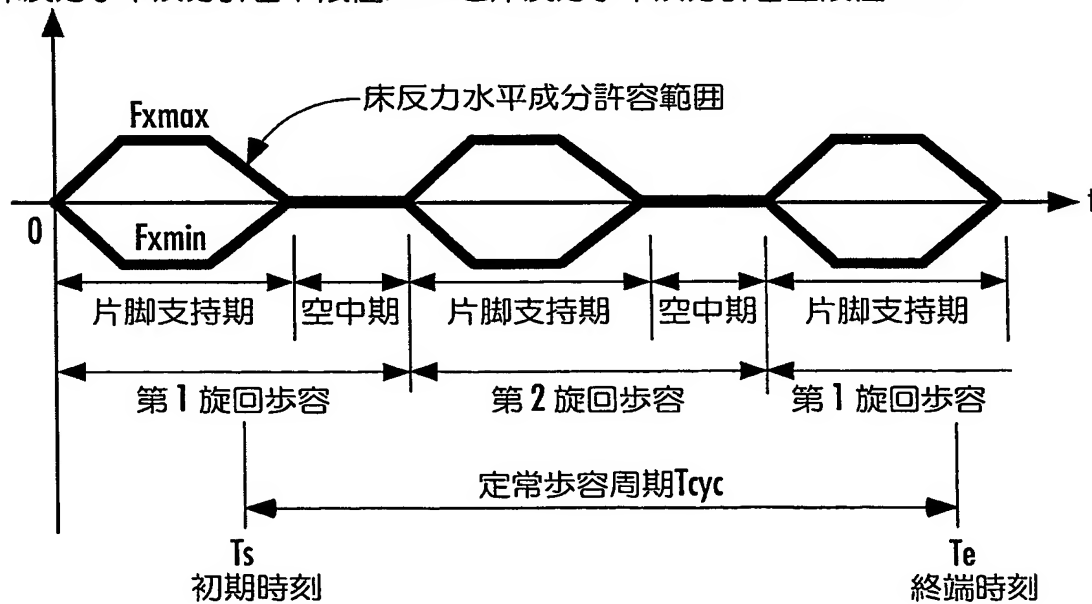 床反力水平成分許容範囲
Fxmax
0
t
Fxmin
片脚支持期
空中期
片脚支持期
空中期
片脚支持期
第1旋回歩容
第2旋回歩容
第1旋回歩容
定常歩容周期Tcyc
Ts
初期時刻
Te
終端時刻